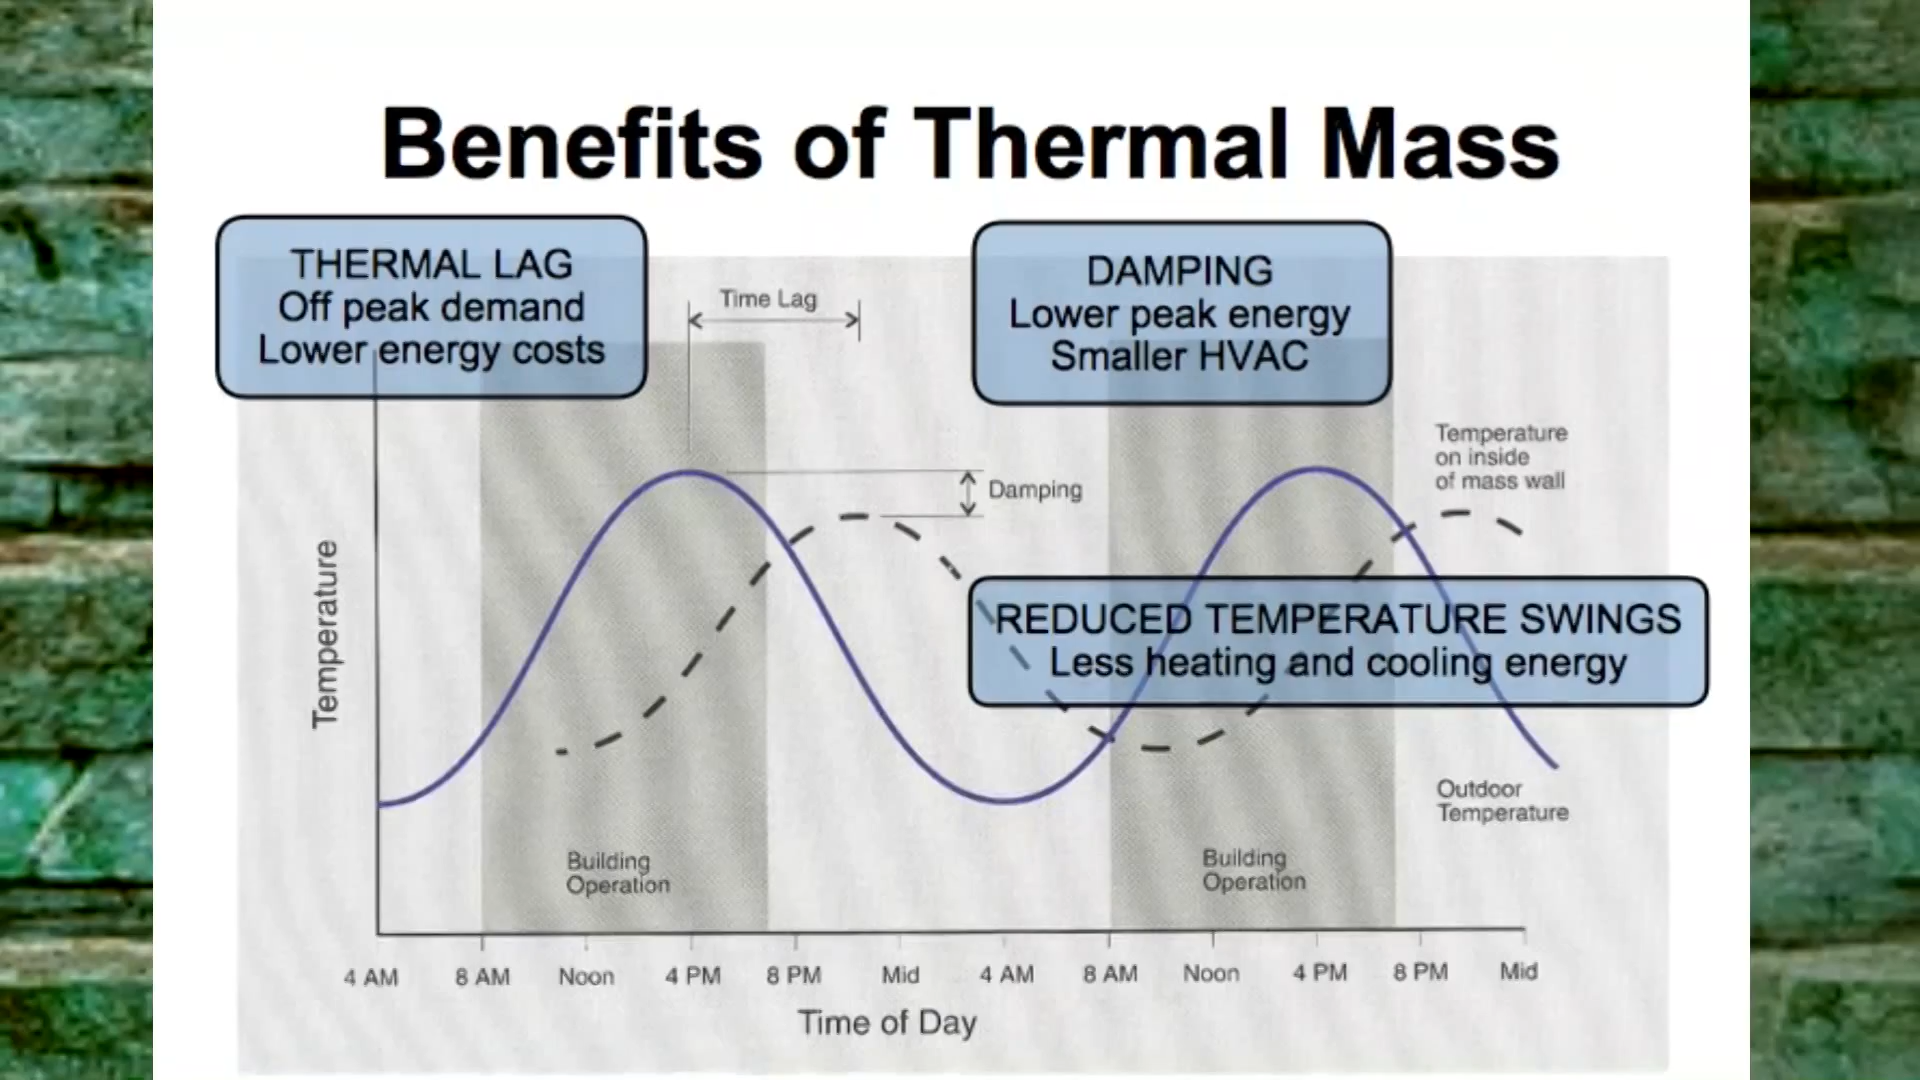 Benefits of Thermal Mass
THERMAL LAG
Off peak demand
Lower energy costs
Time Lag
DAMPING
Lower peak energy
Smaller HVAC
Temperature
on inside
of mass wall
Damping
REDUCED TEMPERATURE SWINGS
Less heating and cooling energy
Temperature
Outdoor
Temperature
Building
Operation
Building
Operation
4 AM 8 AM Noon 4 PM 8 PM Mid 4 AM 8 AM Noon 4 PM 8 PM Mid
Time of Day